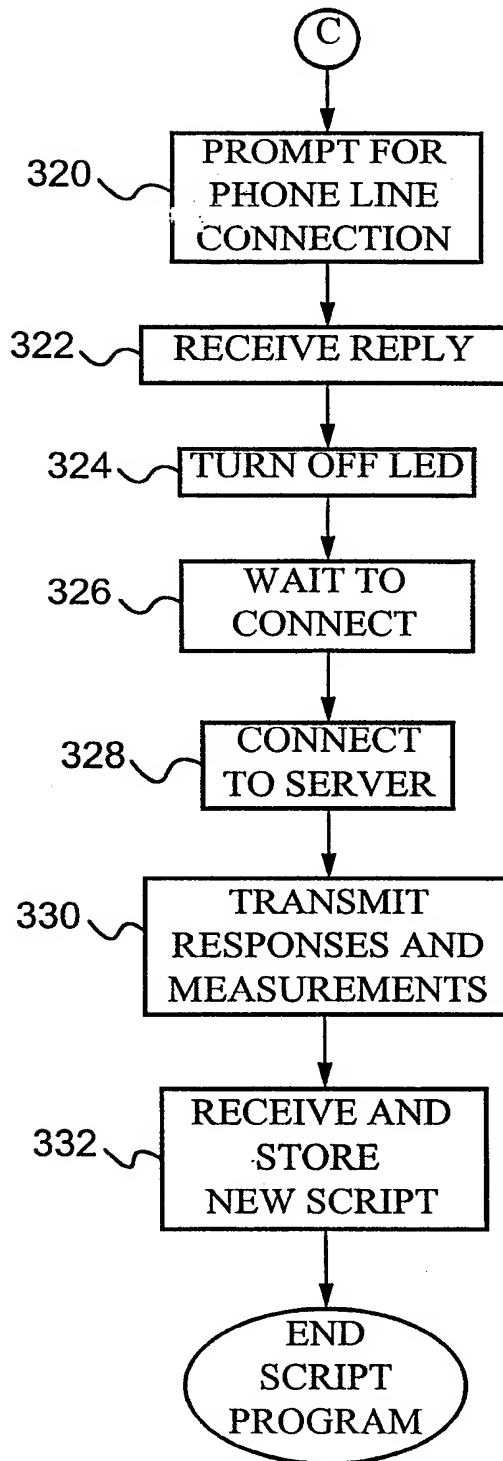 C
320
PROMPT FOR
PHONE LINE
CONNECTION
322
RECEIVE REPLY
324
TURN OFF LED
326
WAIT TO
CONNECT
328
CONNECT
TO SERVER
330
TRANSMIT
RESPONSES AND
MEASUREMENTS
332
RECEIVE AND
STORE
NEW SCRIPT
END
SCRIPT
PROGRAM